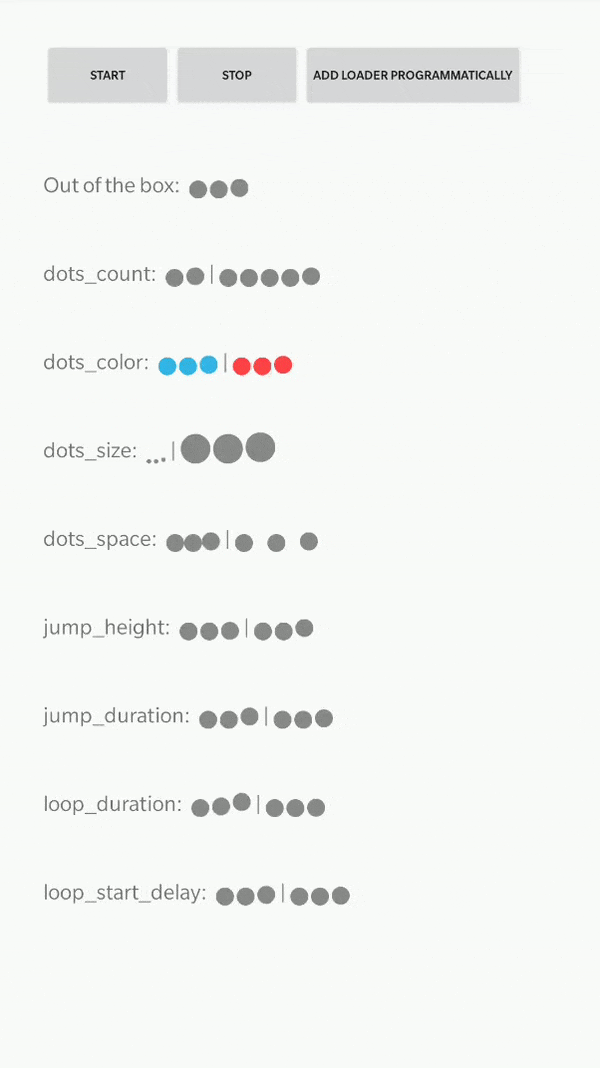 START STOP ADD LOADER PROGRAMMATICALLY
Out of the box:
dots_count: |
dots_color: |
dots_size: |
dots_space: |
jump_height: |
jump_duration: |
loop_duration: |
loop_start_delay: |